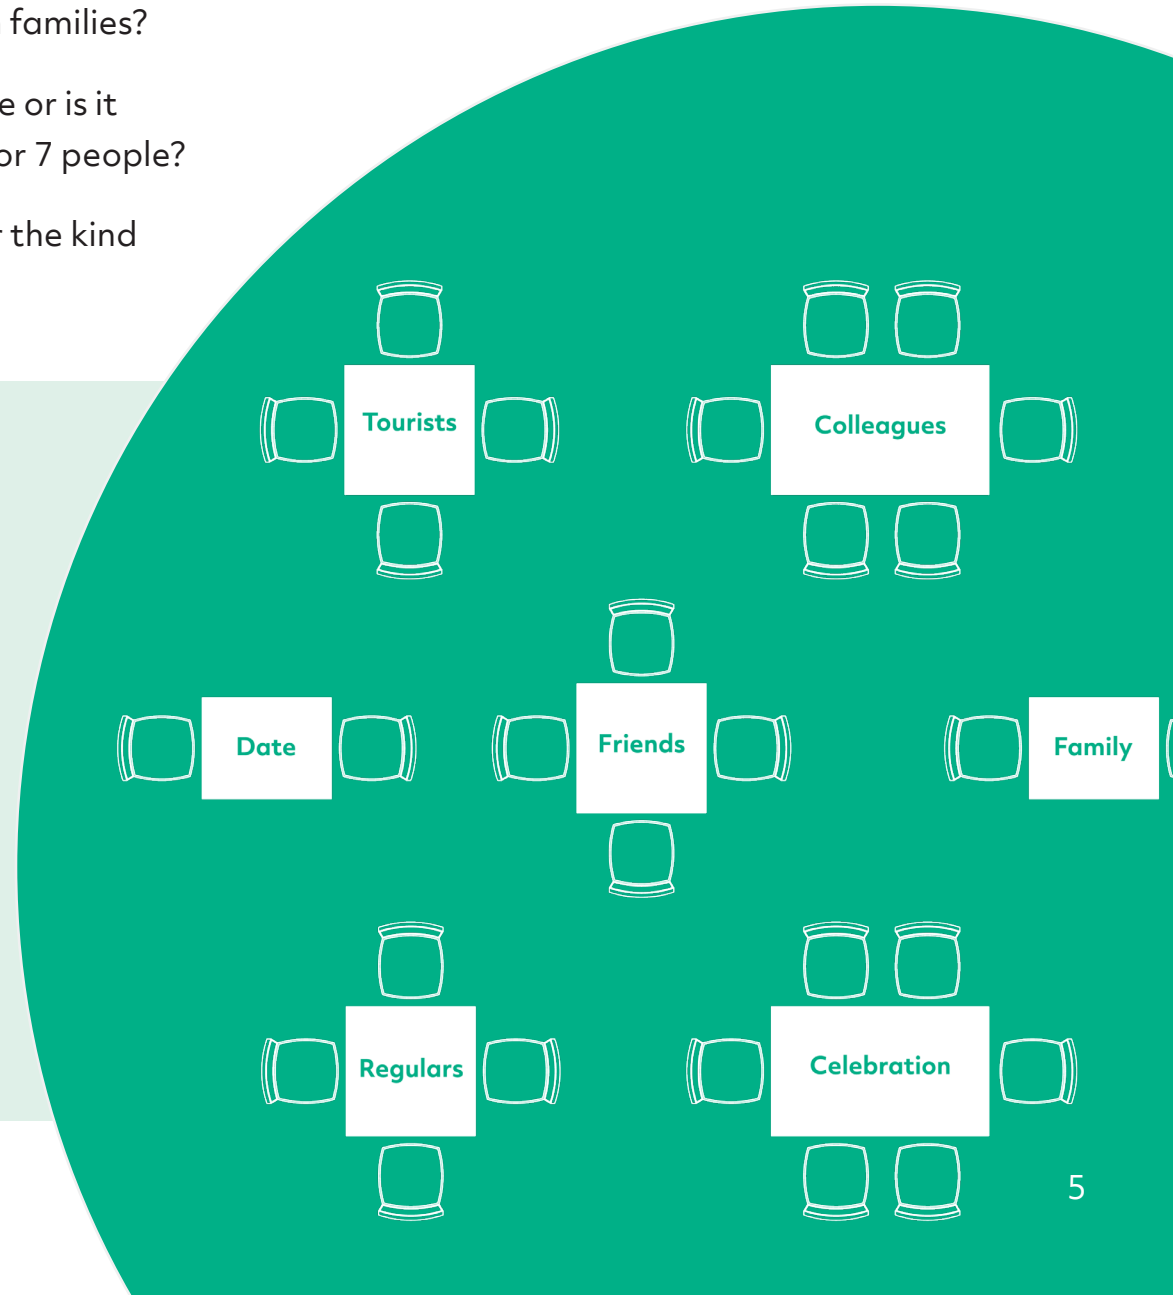 families?
e or is it
or 7 people?
the kind
Tourists
Colleagues
Date
Friends
Family
Regulars
Celebration
5